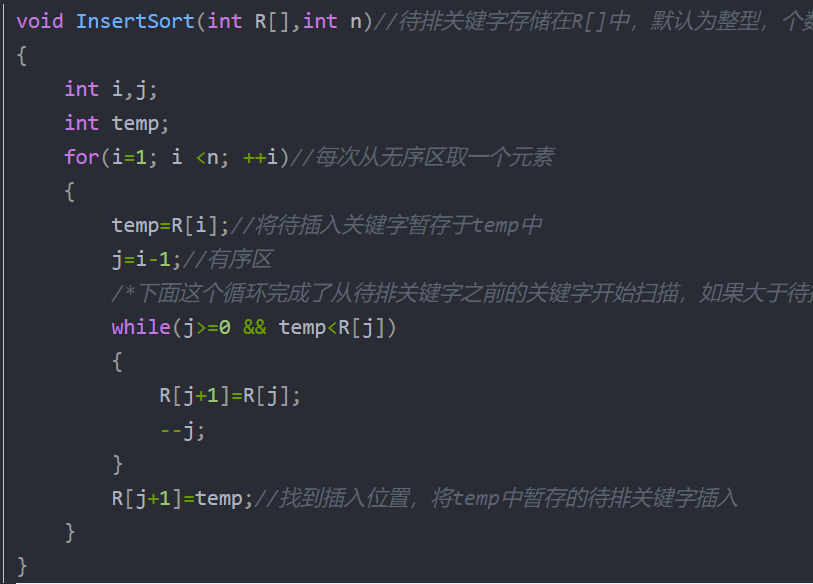 void InsertSort(int R[],int n)//待排关键字存储在R[]中，默认为整型，个数
{
    int i,j;
    int temp;
    for(i=1; i <n; ++i)//每次从无序区取一个元素
    {
        temp=R[i];//将待插入关键字暂存于temp中
        j=i-1;//有序区
        /*下面这个循环完成了从待排关键字之前的关键字开始扫描，如果大于待
        while(j>=0 && temp<R[j])
        {
            R[j+1]=R[j];
            --j;
        }
        R[j+1]=temp;//找到插入位置，将temp中暂存的待排关键字插入
    }
}